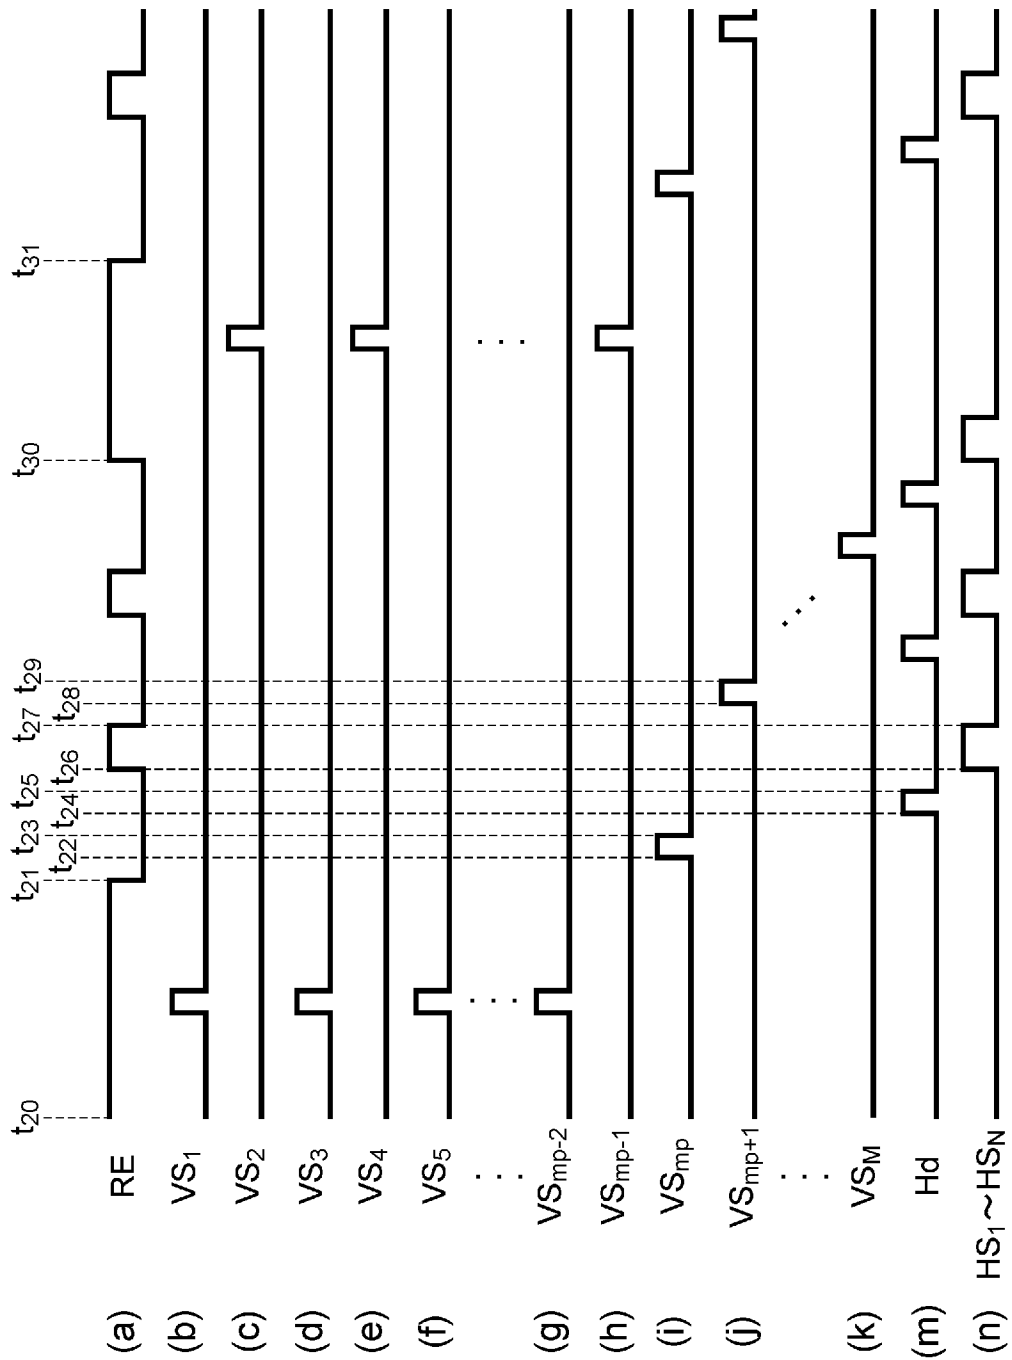 t20 t21 t22 t23 t24 t25 t26 t27 t28 t29 t30 t31
(a) RE
(b) VS1
(c) VS2
(d) VS3
(e) VS4
(f) VS5
(g) VSmp-2
(h) VSmp-1
(i) VSmp
(j) VSmp+1
(k) VSM
(m) Hd
(n) HS1~HSN